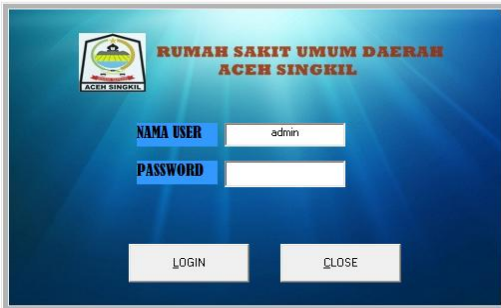 RUMAH SAKIT UMUM DAERAH
ACEH SINGKIL
ACEH SINGKIL
NAMA USER admin
PASSWORD
LOGIN CLOSE